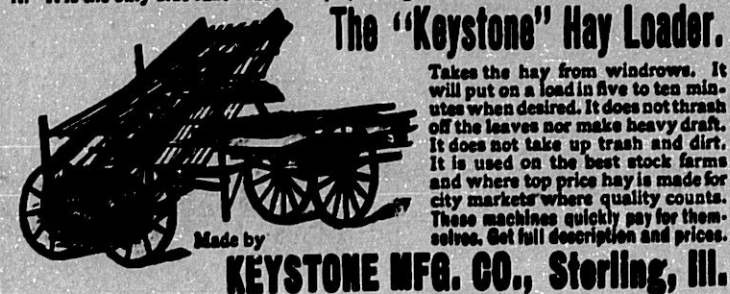 The "Keystone" Hay Loader.
Takes the hay from windrows. It
will put on a load in five to ten min-
utes when desired. It does not thrash
off the leaves nor make heavy draft.
It does not take up trash and dirt.
It is used on the best stock farms
and where top price hay is made for
city markets where quality counts.
These machines quickly pay for them-
selves. Get full description and prices.
Made by
KEYSTONE MFG. CO., Sterling, Ill.